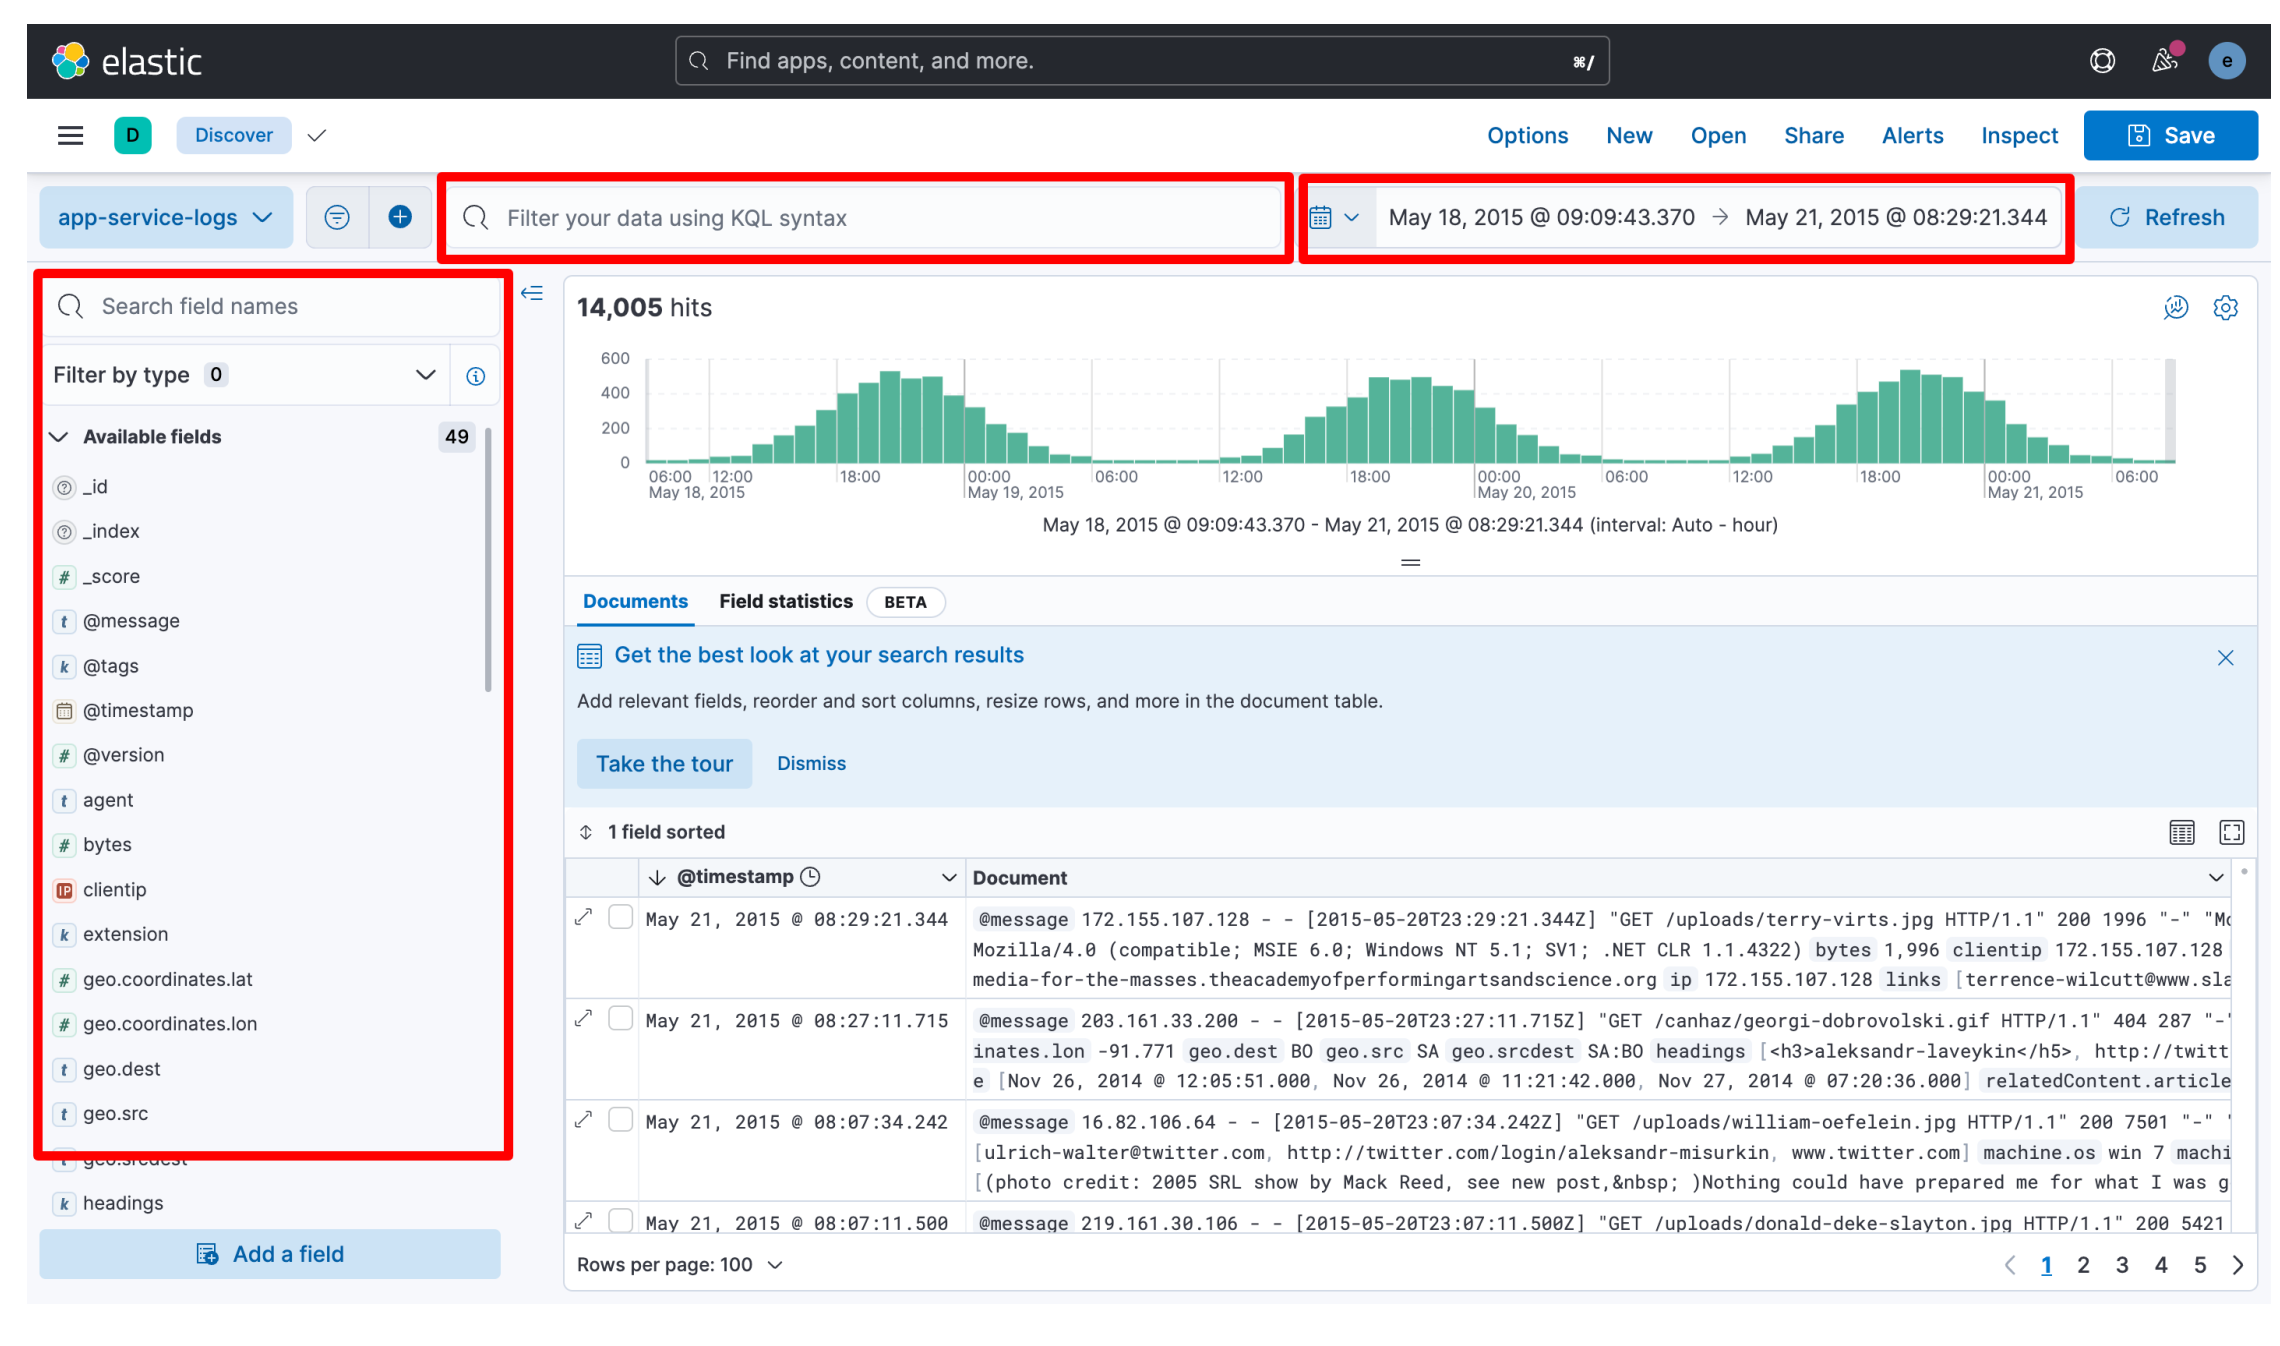 elastic
Find apps, content, and more.
⌘/
e
D
Discover
Options New Open Share Alerts Inspect Save
app-service-logs
Filter your data using KQL syntax
May 18, 2015 @ 09:09:43.370 → May 21, 2015 @ 08:29:21.344
Refresh
Search field names
Filter by type 0
Available fields 49
_id
_index
# _score
t @message
k @tags
@timestamp
# @version
t agent
# bytes
IP clientip
k extension
# geo.coordinates.lat
# geo.coordinates.lon
t geo.dest
t geo.src
t geo.srcdest
k headings
Add a field
14,005 hits
600
400
200
0
06:00 12:00 18:00 00:00 06:00 12:00 18:00 00:00 06:00 12:00 18:00 00:00 06:00
May 18, 2015 May 19, 2015 May 20, 2015 May 21, 2015
May 18, 2015 @ 09:09:43.370 - May 21, 2015 @ 08:29:21.344 (interval: Auto - hour)
Documents Field statistics BETA
Get the best look at your search results
Add relevant fields, reorder and sort columns, resize rows, and more in the document table.
Take the tour Dismiss
1 field sorted
@timestamp Document
May 21, 2015 @ 08:29:21.344 @message 172.155.107.128 - - [2015-05-20T23:29:21.344Z] "GET /uploads/terry-virts.jpg HTTP/1.1" 200 1996 "-" "Mo
Mozilla/4.0 (compatible; MSIE 6.0; Windows NT 5.1; SV1; .NET CLR 1.1.4322) bytes 1,996 clientip 172.155.107.128
media-for-the-masses.theacademyofperformingartsandscience.org ip 172.155.107.128 links [terrence-wilcutt@www.sla
May 21, 2015 @ 08:27:11.715 @message 203.161.33.200 - - [2015-05-20T23:27:11.715Z] "GET /canhaz/georgi-dobrovolski.gif HTTP/1.1" 404 287 "-"
inates.lon -91.771 geo.dest BO geo.src SA geo.srcdest SA:BO headings [<h3>aleksandr-laveykin</h5>, http://twitt
e [Nov 26, 2014 @ 12:05:51.000, Nov 26, 2014 @ 11:21:42.000, Nov 27, 2014 @ 07:20:36.000] relatedContent.article
May 21, 2015 @ 08:07:34.242 @message 16.82.106.64 - - [2015-05-20T23:07:34.242Z] "GET /uploads/william-oefelein.jpg HTTP/1.1" 200 7501 "-" "
[ulrich-walter@twitter.com, http://twitter.com/login/aleksandr-misurkin, www.twitter.com] machine.os win 7 machi
[(photo credit: 2005 SRL show by Mack Reed, see new post,&nbsp; )Nothing could have prepared me for what I was g
May 21, 2015 @ 08:07:11.500 @message 219.161.30.106 - - [2015-05-20T23:07:11.500Z] "GET /uploads/donald-deke-slayton.jpg HTTP/1.1" 200 5421
Rows per page: 100
1 2 3 4 5